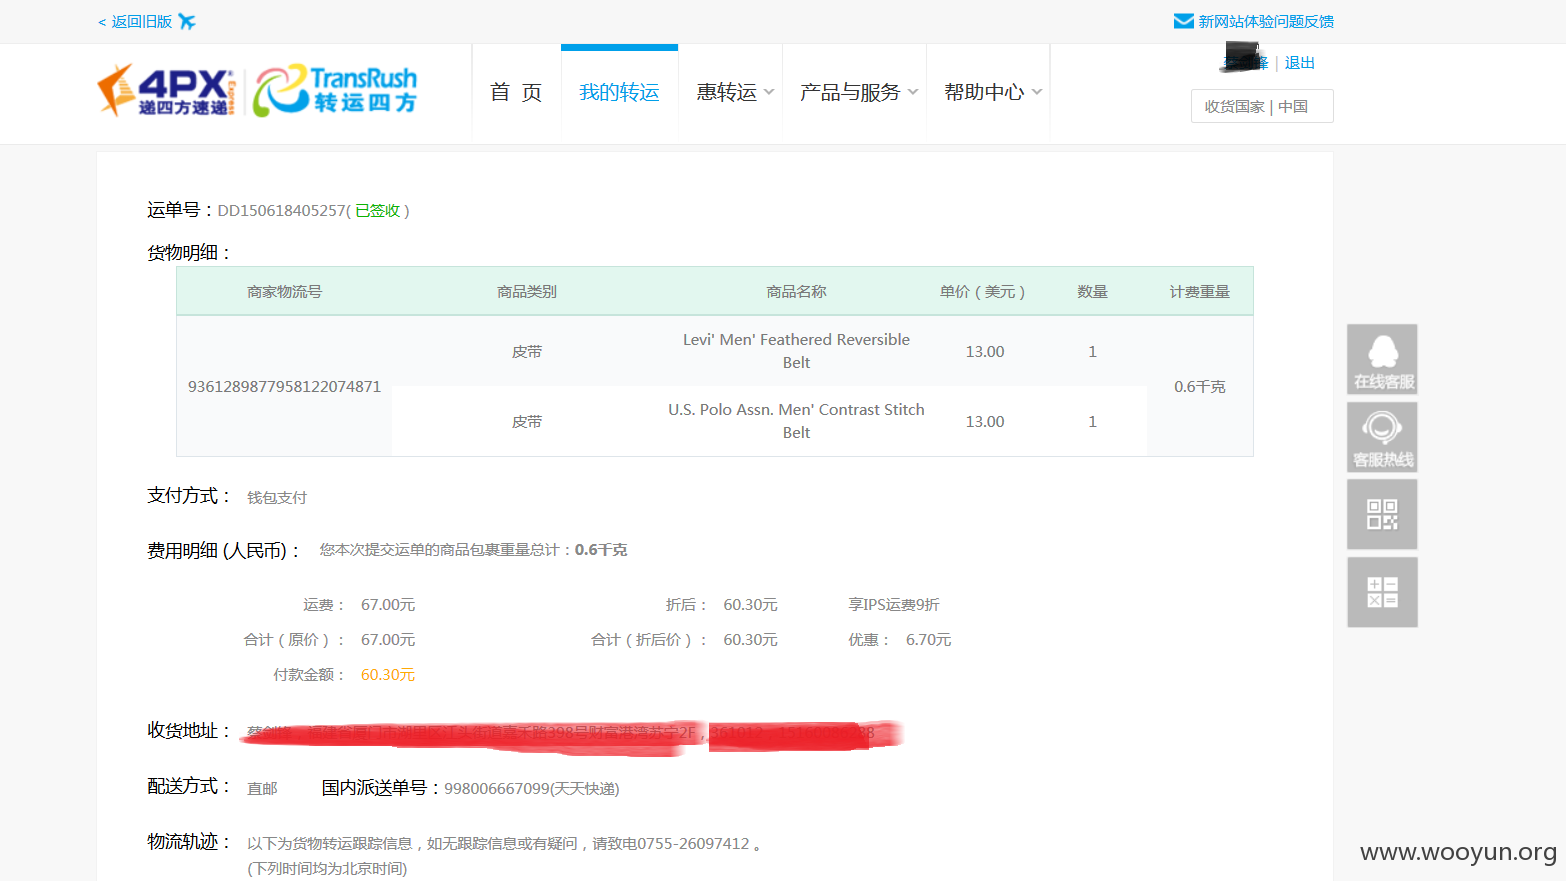 < 返回旧版
新网站体验问题反馈
4PX Express 递四方速递
TransRush 转运四方
首 页
我的转运
惠转运
产品与服务
帮助中心
锋 | 退出
收货国家 | 中国
运单号：DD150618405257( 已签收 )
货物明细：
商家物流号 商品类别 商品名称 单价（美元） 数量 计费重量
9361289877958122074871
皮带 Levi' Men' Feathered Reversible Belt 13.00 1
皮带 U.S. Polo Assn. Men' Contrast Stitch Belt 13.00 1
0.6千克
支付方式： 钱包支付
费用明细 (人民币)： 您本次提交运单的商品包裹重量总计：0.6千克
运费： 67.00元 折后： 60.30元 享IPS运费9折
合计（原价）： 67.00元 合计（折后价）： 60.30元 优惠： 6.70元
付款金额： 60.30元
收货地址：
配送方式： 直邮 国内派送单号：998006667099(天天快递)
物流轨迹： 以下为货物转运跟踪信息，如无跟踪信息或有疑问，请致电0755-26097412 。
(下列时间均为北京时间)
在线客服
客服热线
www.wooyun.org